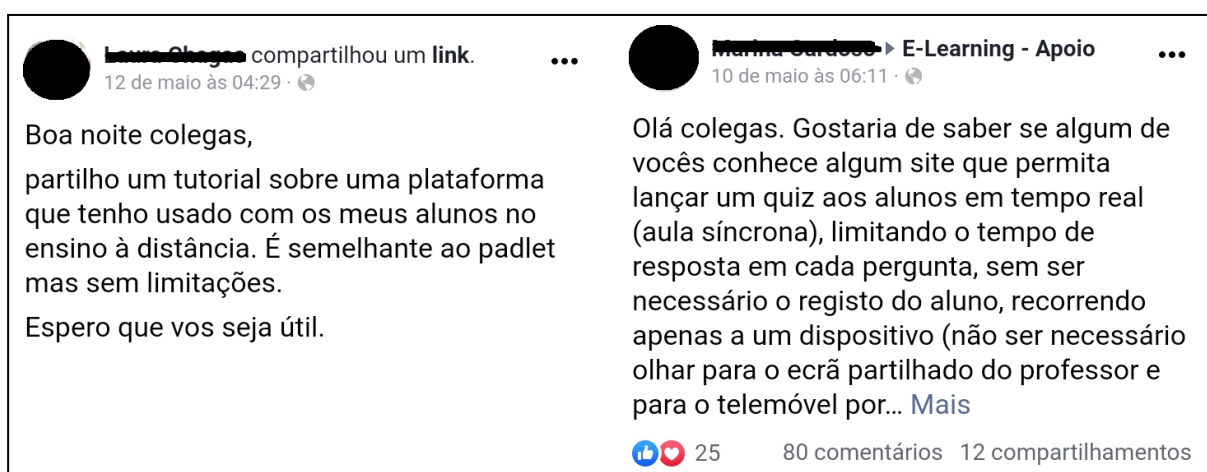 compartilhou um link.
12 de maio às 04:29 ·
Boa noite colegas,
partilho um tutorial sobre uma plataforma
que tenho usado com os meus alunos no
ensino à distância. É semelhante ao padlet
mas sem limitações.
Espero que vos seja útil.
E-Learning - Apoio
10 de maio às 06:11 ·
Olá colegas. Gostaria de saber se algum de
vocês conhece algum site que permita
lançar um quiz aos alunos em tempo real
(aula síncrona), limitando o tempo de
resposta em cada pergunta, sem ser
necessário o registo do aluno, recorrendo
apenas a um dispositivo (não ser necessário
olhar para o ecrã partilhado do professor e
para o telemóvel por... Mais
25 80 comentários 12 compartilhamentos